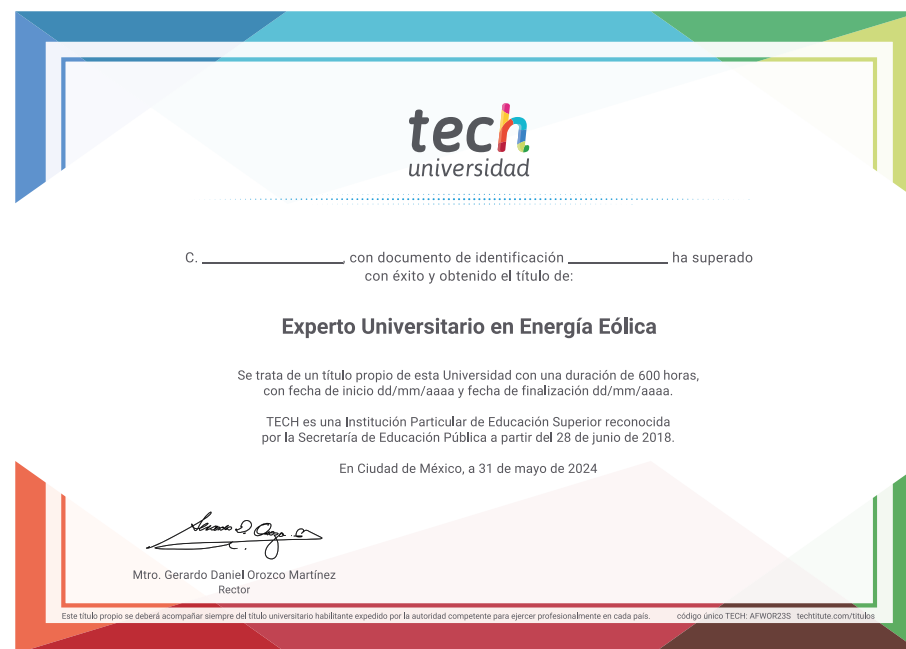 tech
universidad
C. ____________, con documento de identificación ____________ ha superado
con éxito y obtenido el título de:
Experto Universitario en Energía Eólica
Se trata de un título propio de esta Universidad con una duración de 600 horas,
con fecha de inicio dd/mm/aaaa y fecha de finalización dd/mm/aaaa.
TECH es una Institución Particular de Educación Superior reconocida
por la Secretaría de Educación Pública a partir del 28 de junio de 2018.
En Ciudad de México, a 31 de mayo de 2024
Mtro. Gerardo Daniel Orozco Martínez
Rector
Este título propio se deberá acompañar siempre del título universitario habilitante expedido por la autoridad competente para ejercer profesionalmente en cada país. código único TECH: AFWOR23S techtitute.com/titulos